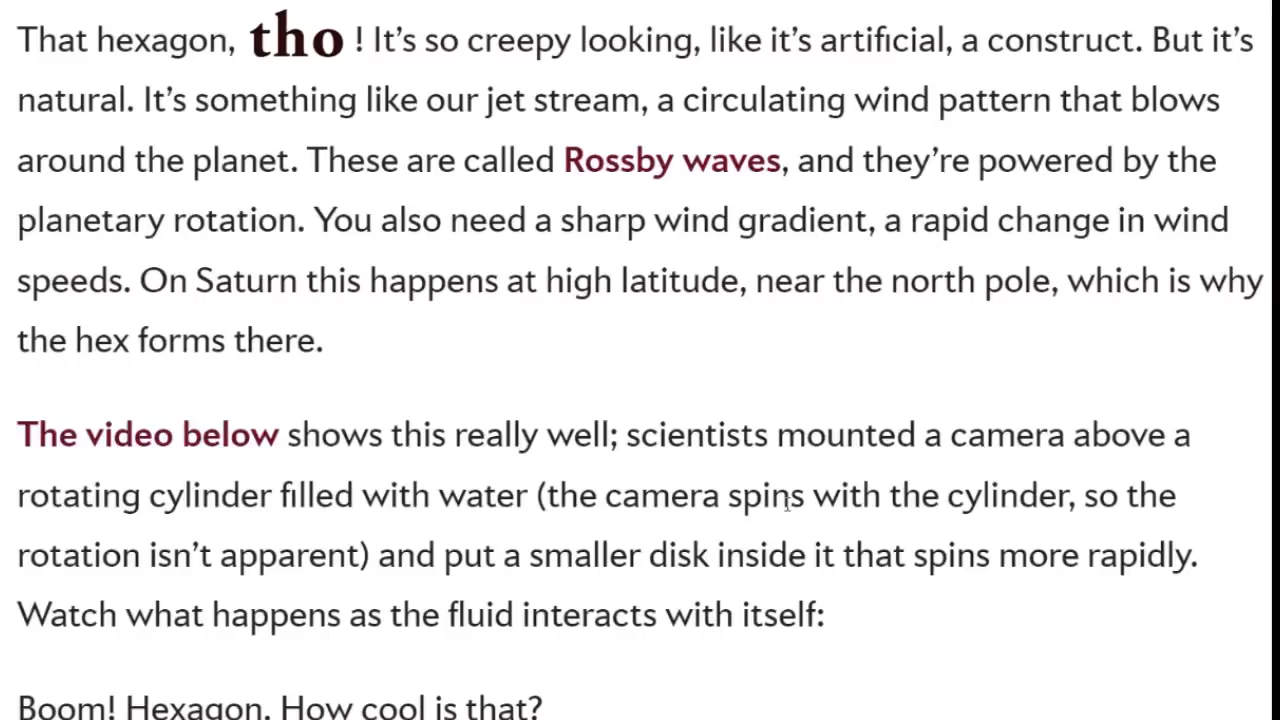 That hexagon, tho ! It’s so creepy looking, like it’s artificial, a construct. But it’s
natural. It’s something like our jet stream, a circulating wind pattern that blows
around the planet. These are called Rossby waves, and they’re powered by the
planetary rotation. You also need a sharp wind gradient, a rapid change in wind
speeds. On Saturn this happens at high latitude, near the north pole, which is why
the hex forms there.
The video below shows this really well; scientists mounted a camera above a
rotating cylinder filled with water (the camera spins with the cylinder, so the
rotation isn’t apparent) and put a smaller disk inside it that spins more rapidly.
Watch what happens as the fluid interacts with itself:
Boom! Hexagon. How cool is that?